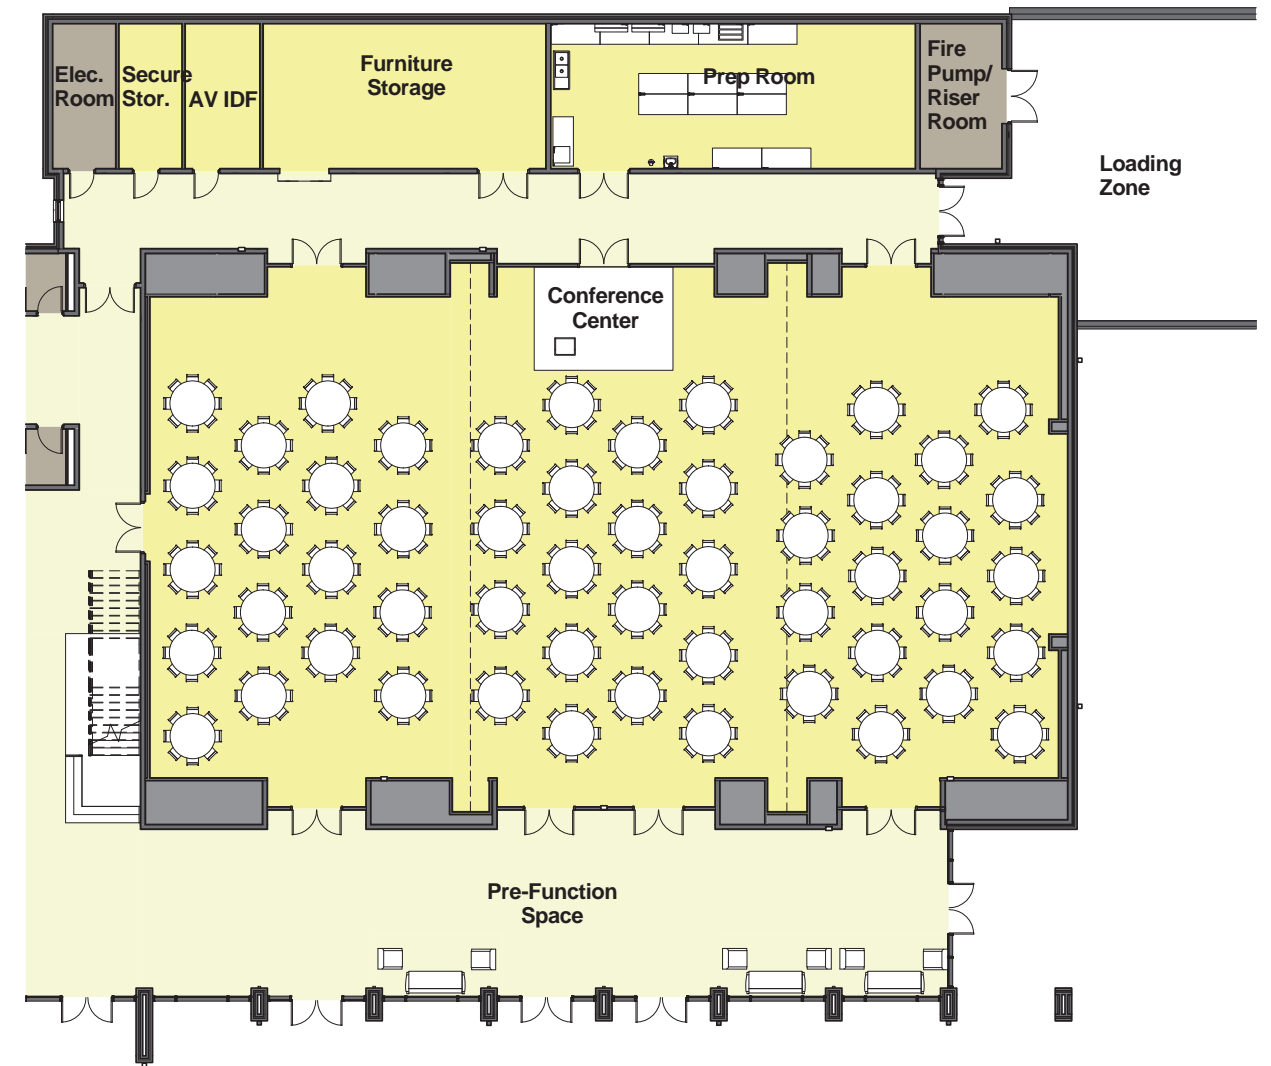 Elec.
Room
Secure
Stor.
AV IDF
Furniture
Storage
Prep Room
Fire
Pump/
Riser
Room
Loading
Zone
Conference
Center
Pre-Function
Space